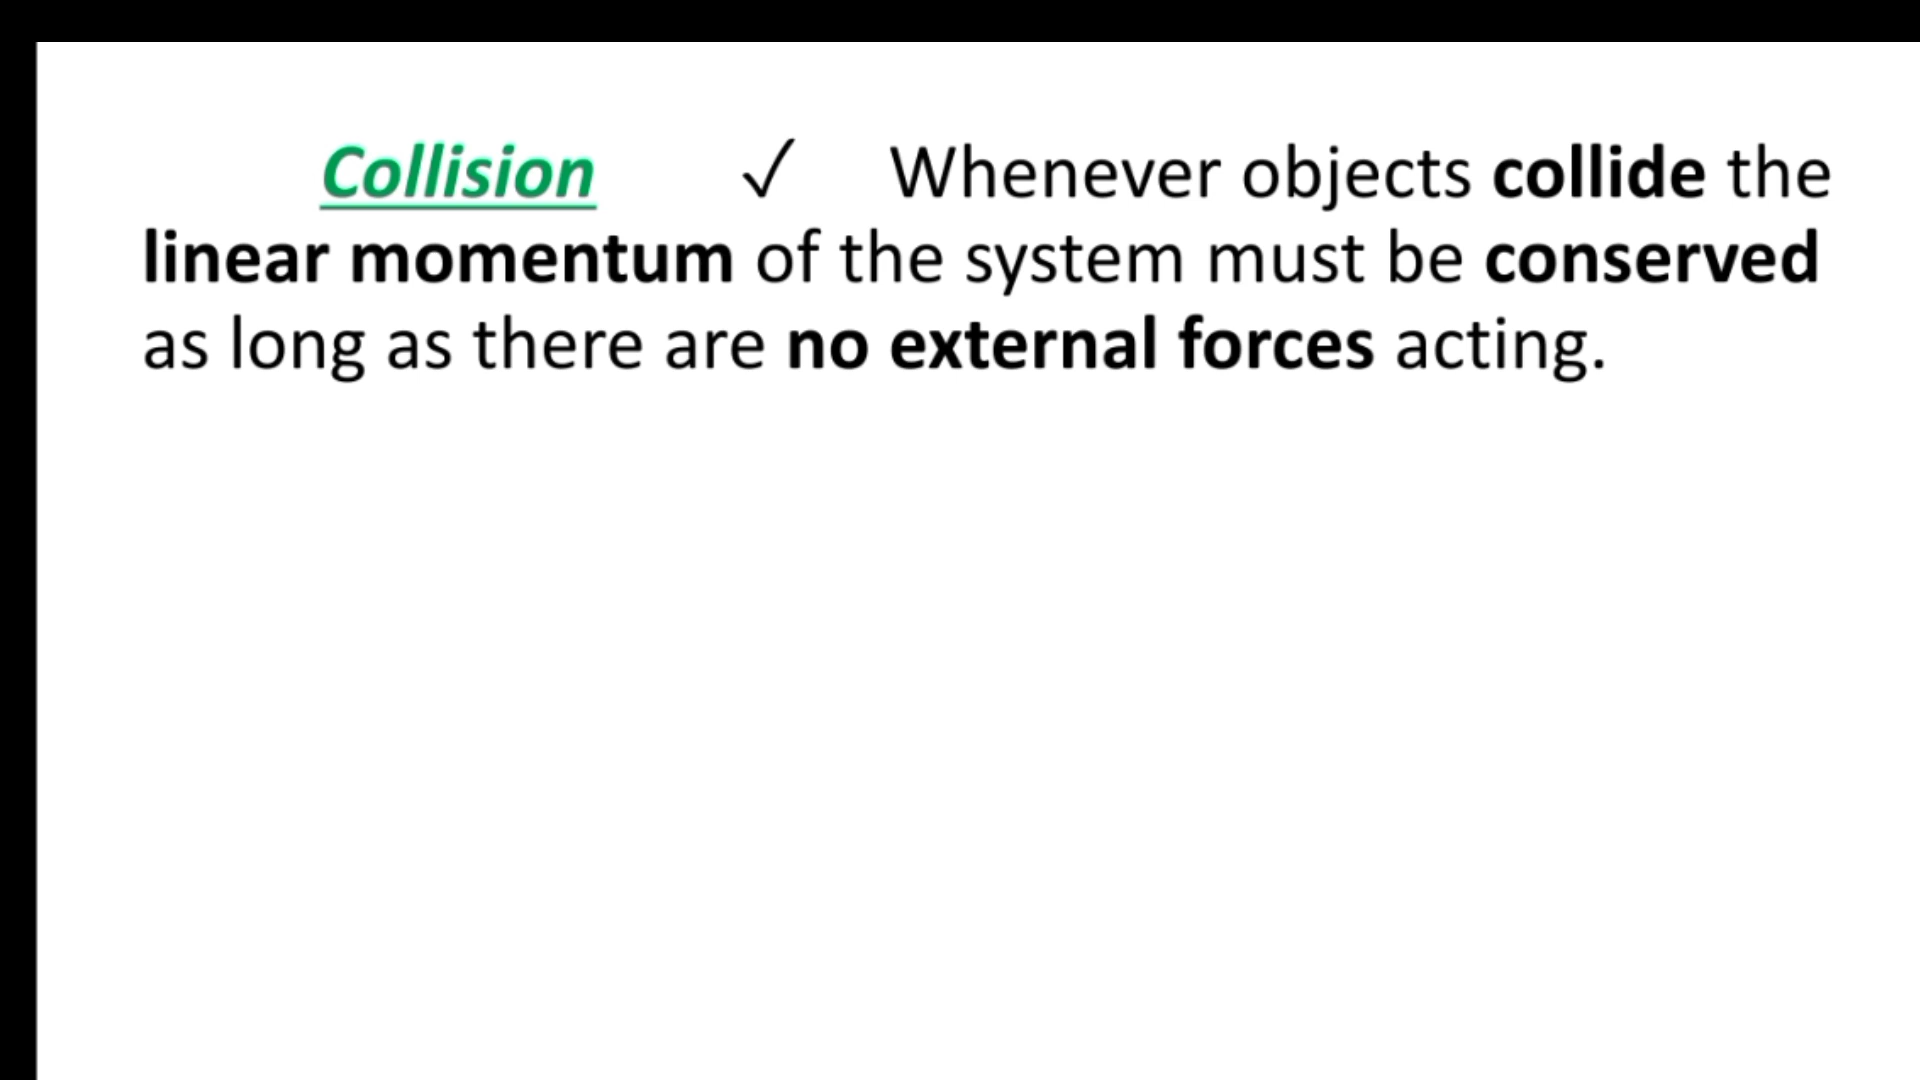 Collision ✓ Whenever objects collide the
linear momentum of the system must be conserved
as long as there are no external forces acting.